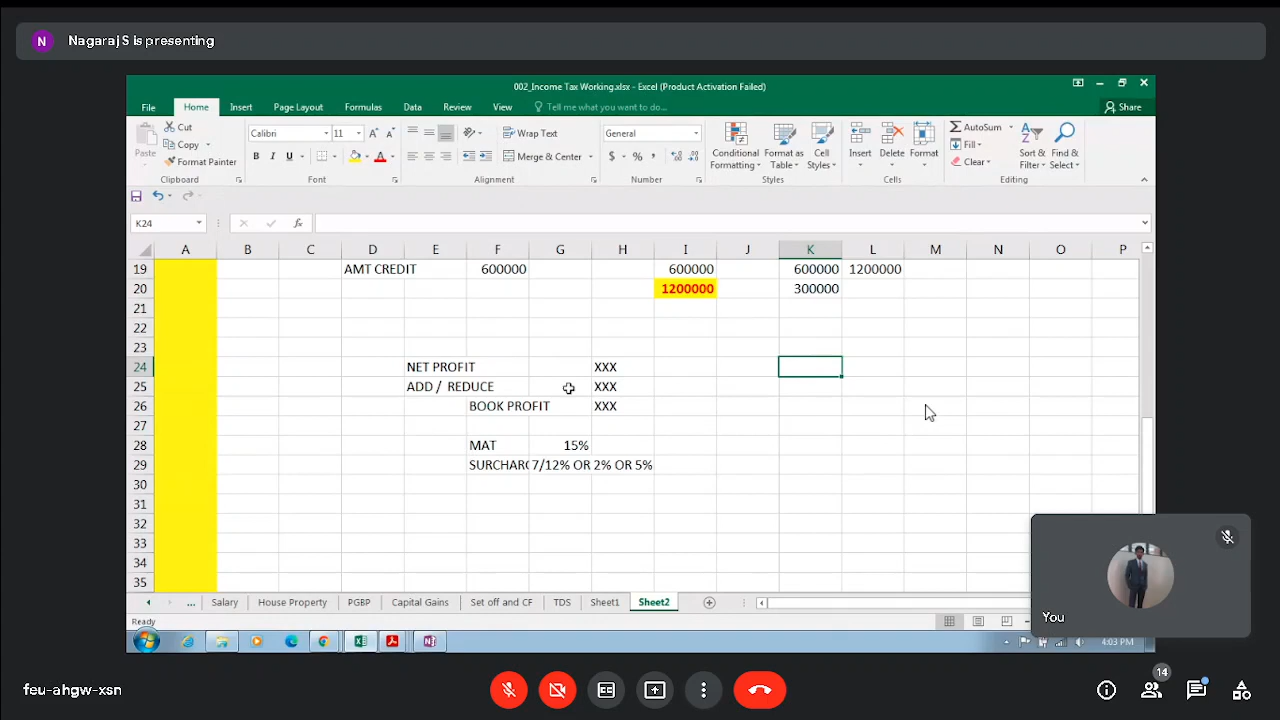 N Nagaraj S is presenting
002_Income Tax Working.xlsx - Excel (Product Activation Failed)
File Home Insert Page Layout Formulas Data Review View Tell me what you want to do... Share
Cut
Copy
Format Painter
Paste
Clipboard
Calibri 11
B I U
Font
Wrap Text
Merge & Center
Alignment
General
$ % ,
Number
Conditional Formatting
Format as Table
Cell Styles
Styles
Insert Delete Format
Cells
AutoSum
Fill
Clear
Sort & Filter
Find & Select
Editing
K24 fx
A B C D E F G H I J K L M N O P
19 AMT CREDIT 600000 600000 600000 1200000
20 1200000 300000
21
22
23
24 NET PROFIT XXX
25 ADD / REDUCE XXX
26 BOOK PROFIT XXX
27
28 MAT 15%
29 SURCHARG 7/12% OR 2% OR 5%
30
31
32
33
34
35
... Salary House Property PGBP Capital Gains Set off and CF TDS Sheet1 Sheet2
Ready
4:03 PM
You
feu-ahgw-xsn
14